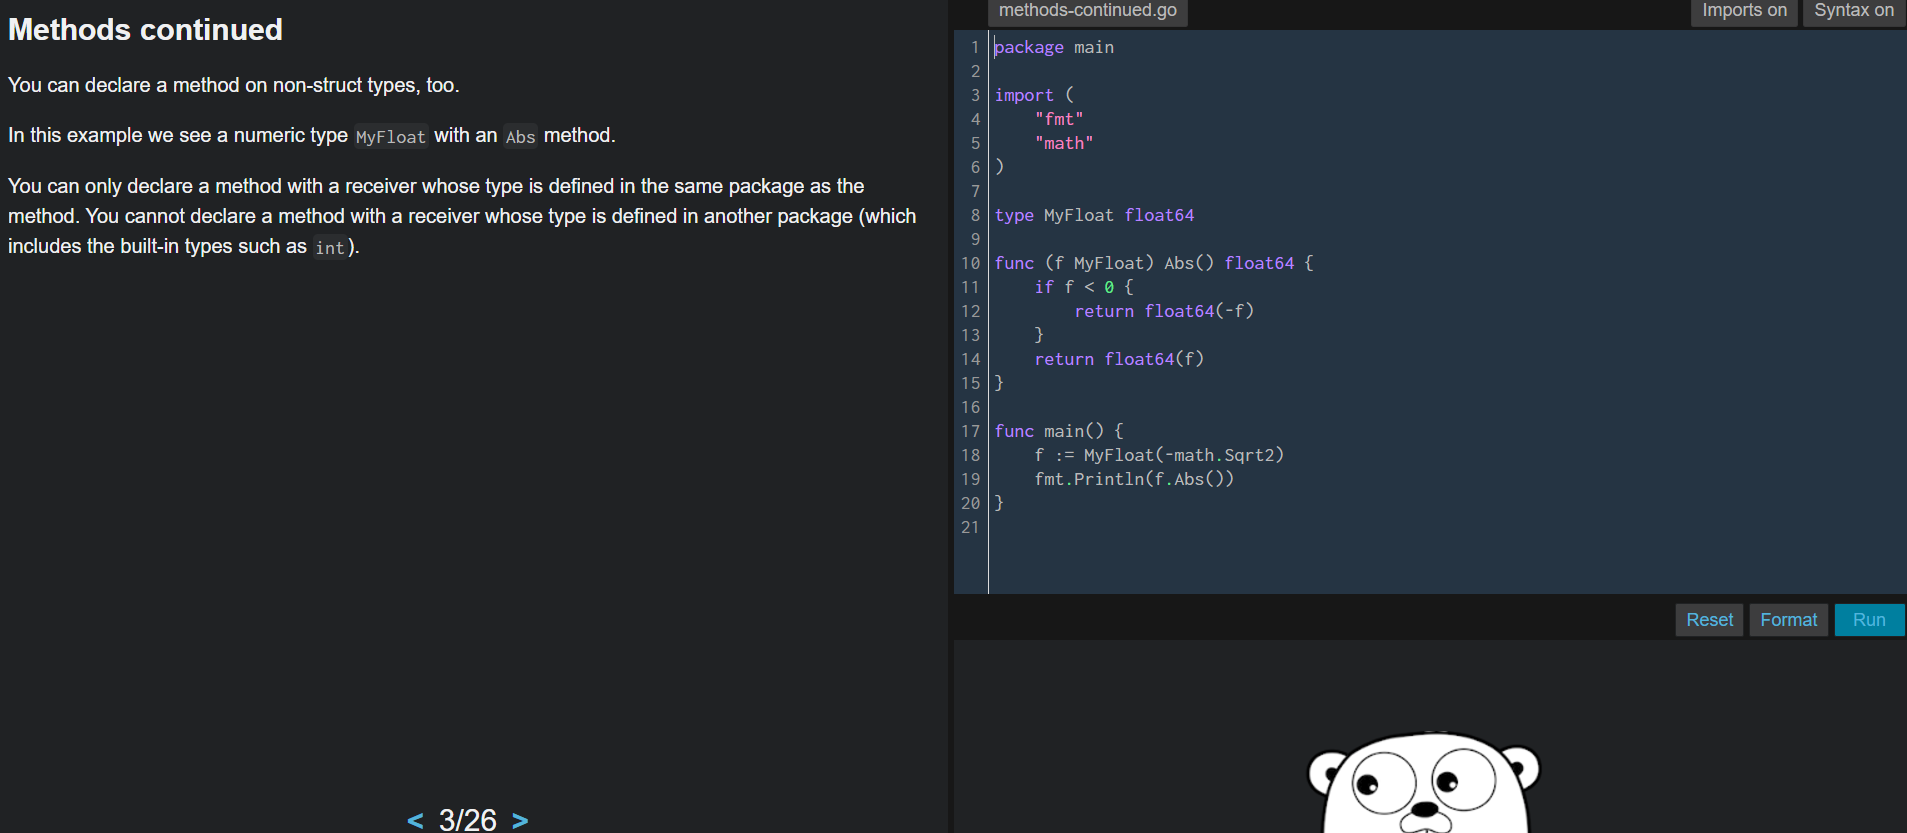 Methods continued
You can declare a method on non-struct types, too.
In this example we see a numeric type MyFloat with an Abs method.
You can only declare a method with a receiver whose type is defined in the same package as the
method. You cannot declare a method with a receiver whose type is defined in another package (which
includes the built-in types such as int).
< 3/26 >
methods-continued.go
Imports on
Syntax on
1 package main
2
3 import (
4     "fmt"
5     "math"
6 )
7
8 type MyFloat float64
9
10 func (f MyFloat) Abs() float64 {
11     if f < 0 {
12         return float64(-f)
13     }
14     return float64(f)
15 }
16
17 func main() {
18     f := MyFloat(-math.Sqrt2)
19     fmt.Println(f.Abs())
20 }
21
Reset
Format
Run